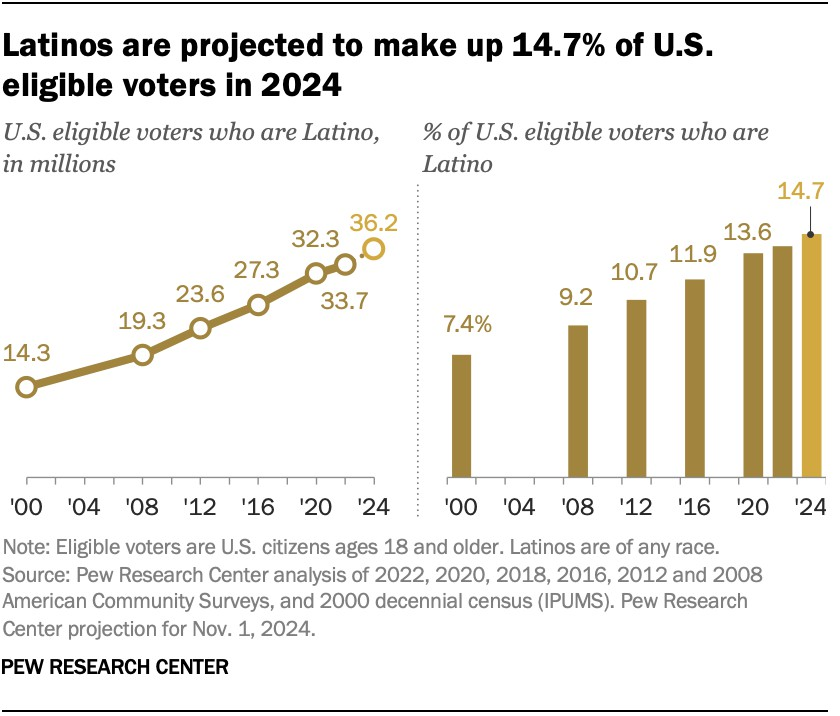 Latinos are projected to make up 14.7% of U.S.
eligible voters in 2024
U.S. eligible voters who are Latino,
in millions
14.3
19.3
23.6
27.3
32.3
33.7
36.2
'00 '04 '08 '12 '16 '20 '24
% of U.S. eligible voters who are
Latino
7.4%
9.2
10.7
11.9
13.6
14.7
'00 '04 '08 '12 '16 '20 '24
Note: Eligible voters are U.S. citizens ages 18 and older. Latinos are of any race.
Source: Pew Research Center analysis of 2022, 2020, 2018, 2016, 2012 and 2008
American Community Surveys, and 2000 decennial census (IPUMS). Pew Research
Center projection for Nov. 1, 2024.
PEW RESEARCH CENTER